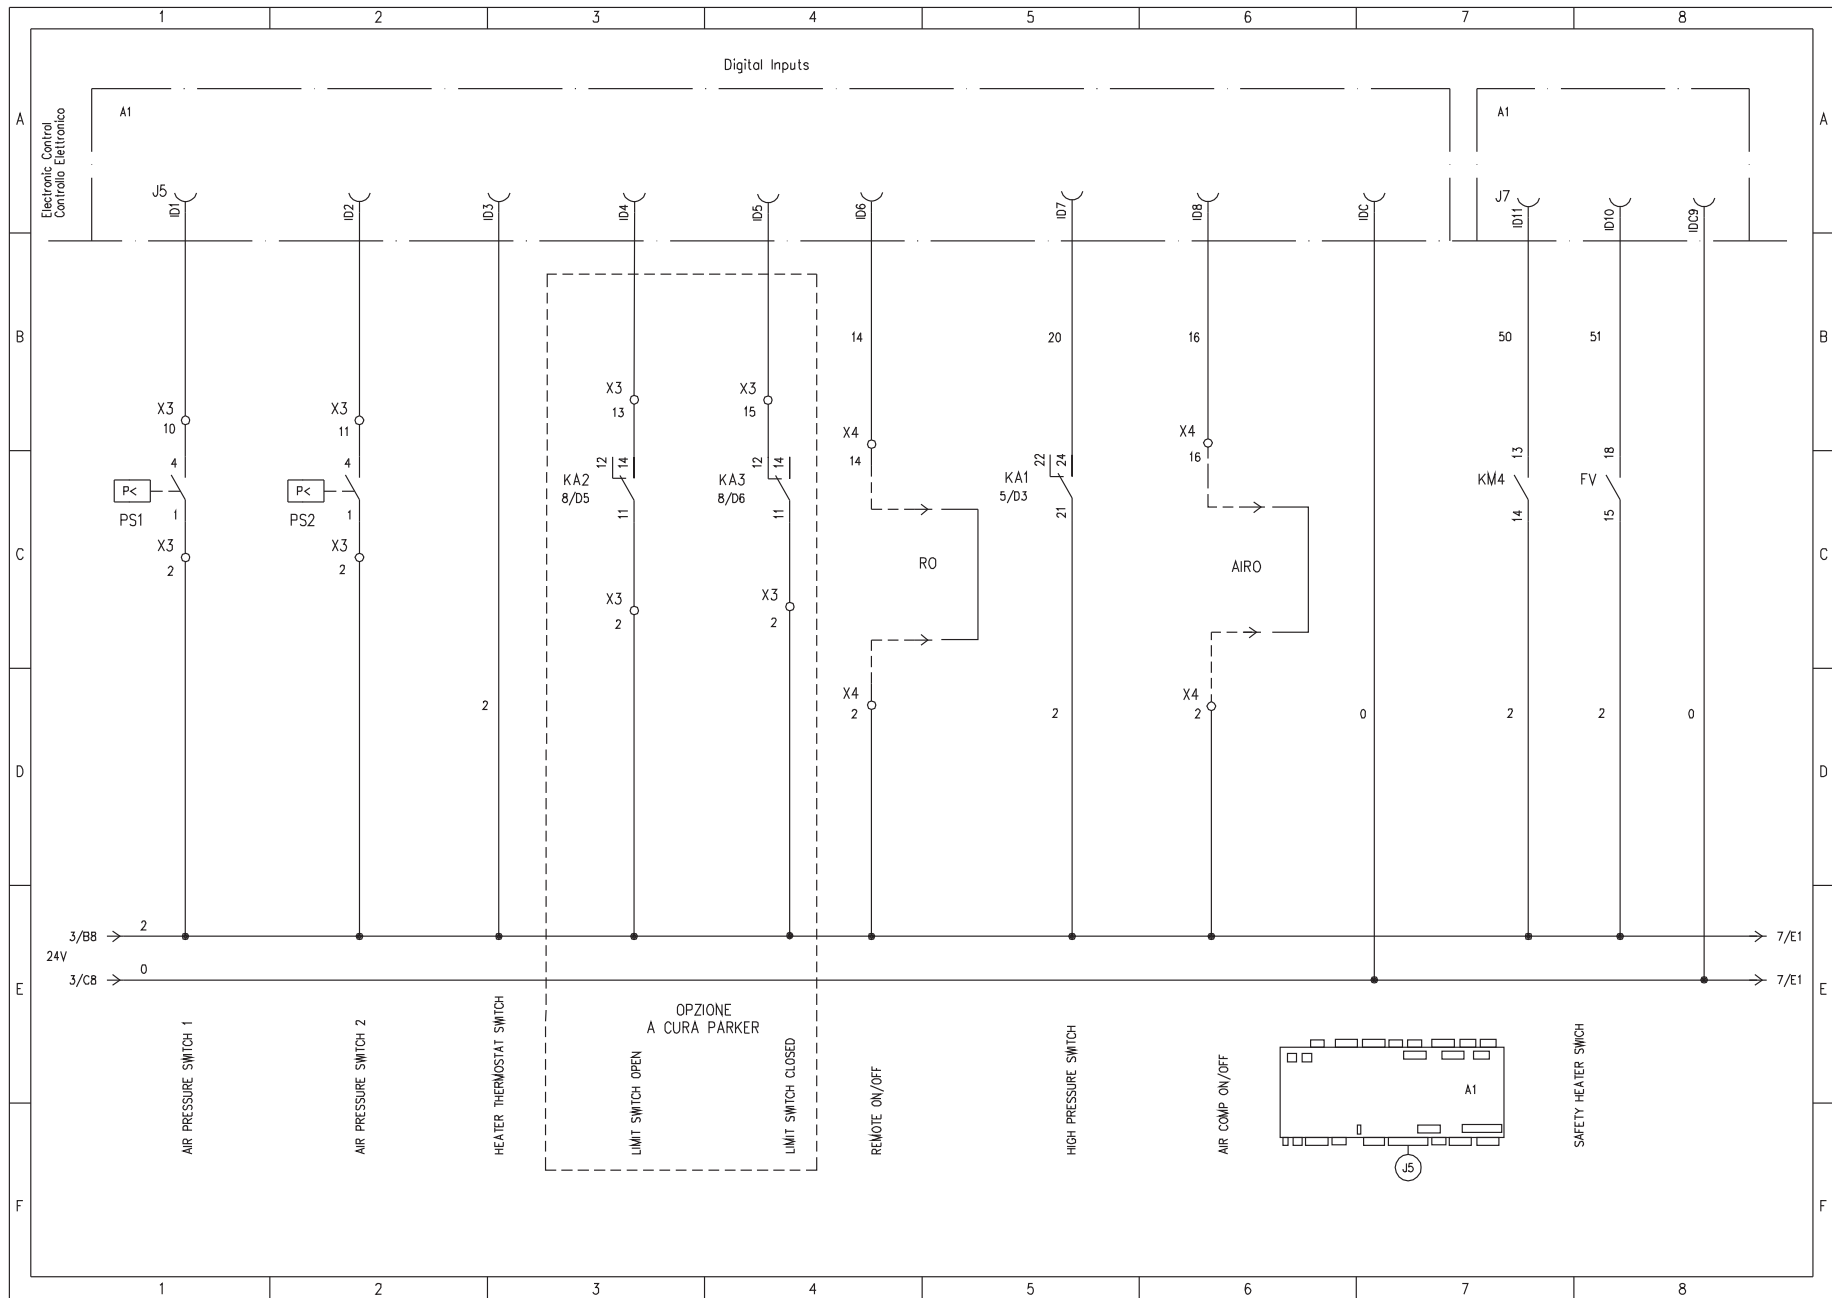 1 2 3 4 5 6 7 8
Digital Inputs
A
Electronic Control
Controllo Elettronico
A1
A1
A
J5
J7
ID1
ID2
ID3
ID4
ID5
ID6
ID7
ID8
IDC
ID11
ID10
IDC9
B
14
20
16
50
51
B
X3
10
X3
11
X3
13
X3
15
X4
14
X4
16
4
P<
PS1
1
X3
2
4
P<
PS2
1
X3
2
12
14
KA2
8/D5
11
X3
2
12
14
KA3
8/D6
11
X3
2
RO
22
24
KA1
5/D3
21
AIRO
13
KM4
14
18
FV
15
C
C
2
X4
2
2
X4
2
0
2
2
0
D
D
3/B8
2
7/E1
24V
3/C8
0
7/E1
E
E
AIR PRESSURE SWITCH 1
AIR PRESSURE SWITCH 2
HEATER THERMOSTAT SWITCH
OPZIONE
A CURA PARKER
LIMIT SWITCH OPEN
LIMIT SWITCH CLOSED
REMOTE ON/OFF
HIGH PRESSURE SWITCH
AIR COMP ON/OFF
A1
J5
SAFETY HEATER SWICH
F
F
1 2 3 4 5 6 7 8